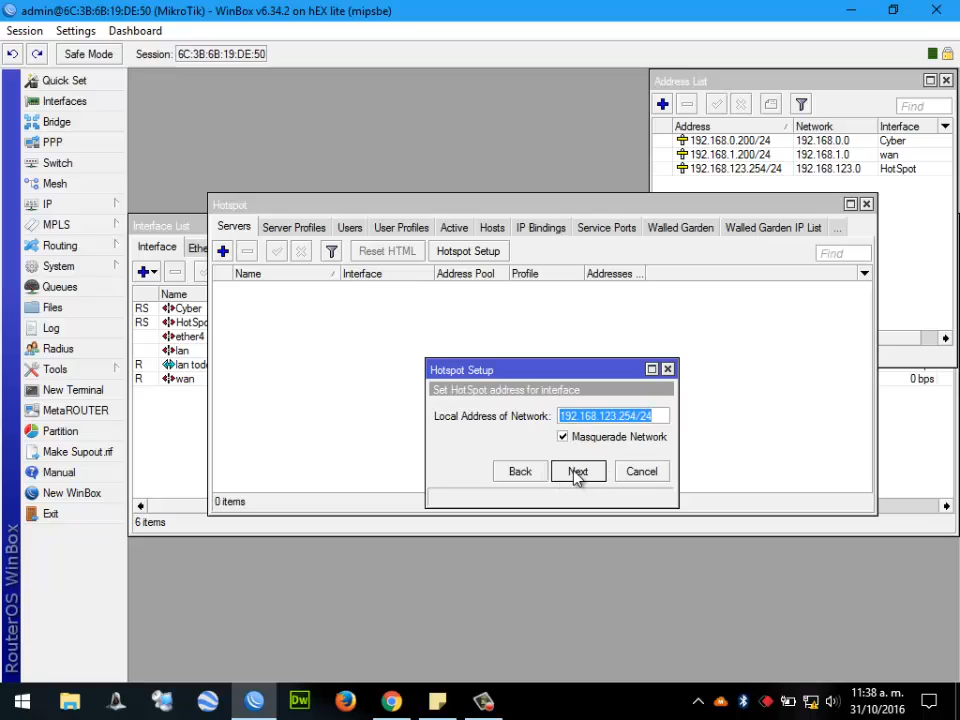 admin@6C:3B:6B:19:DE:50 (MikroTik) - WinBox v6.34.2 on hEX lite (mipsbe)
Session Settings Dashboard
Safe Mode Session: 6C:3B:6B:19:DE:50
Quick Set
Interfaces
Bridge
PPP
Switch
Mesh
IP
MPLS
Routing
System
Queues
Files
Log
Radius
Tools
New Terminal
MetaROUTER
Partition
Make Supout.rif
Manual
New WinBox
Exit
RouterOS WinBox
Address List
Find
Address Network Interface
192.168.0.200/24 192.168.0.0 Cyber
192.168.1.200/24 192.168.1.0 wan
192.168.123.254/24 192.168.123.0 HotSpot
Interface List
Interface Ethe
Name
RS Cyber
RS HotSpo
ether4
lan
R lan todo
R wan
0 bps
6 items
Hotspot
Servers Server Profiles Users User Profiles Active Hosts IP Bindings Service Ports Walled Garden Walled Garden IP List ...
Reset HTML Hotspot Setup Find
Name Interface Address Pool Profile Addresses ...
0 items
Hotspot Setup
Set HotSpot address for interface
Local Address of Network: 192.168.123.254/24
Masquerade Network
Back Next Cancel
Dw
11:38 a. m.
31/10/2016